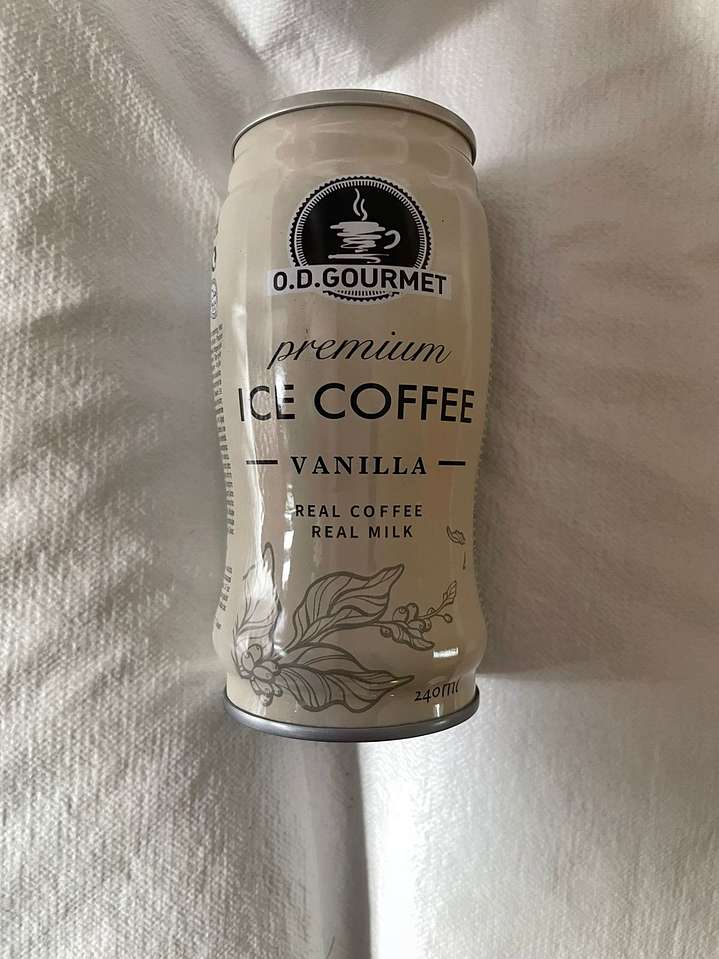 O.D.GOURMET
premium
ICE COFFEE
VANILLA
REAL COFFEE
REAL MILK
240ml